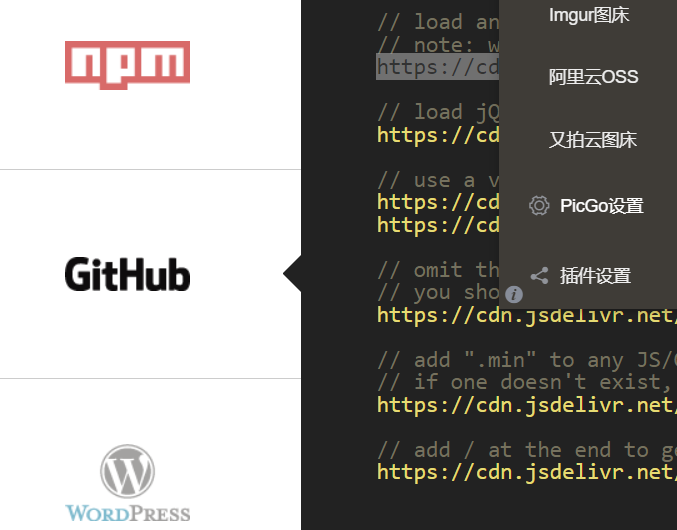 npm
GitHub
WORDPRESS
// load an
// note: w
https://cd
// load jQ
https://cd
// use a v
https://cd
https://cd
// omit th
// you sho
https://cdn.jsdelivr.net/
// add ".min" to any JS/
// if one doesn't exist,
https://cdn.jsdelivr.net/
// add / at the end to ge
https://cdn.jsdelivr.net/
Imgur图床
阿里云OSS
又拍云图床
PicGo设置
插件设置